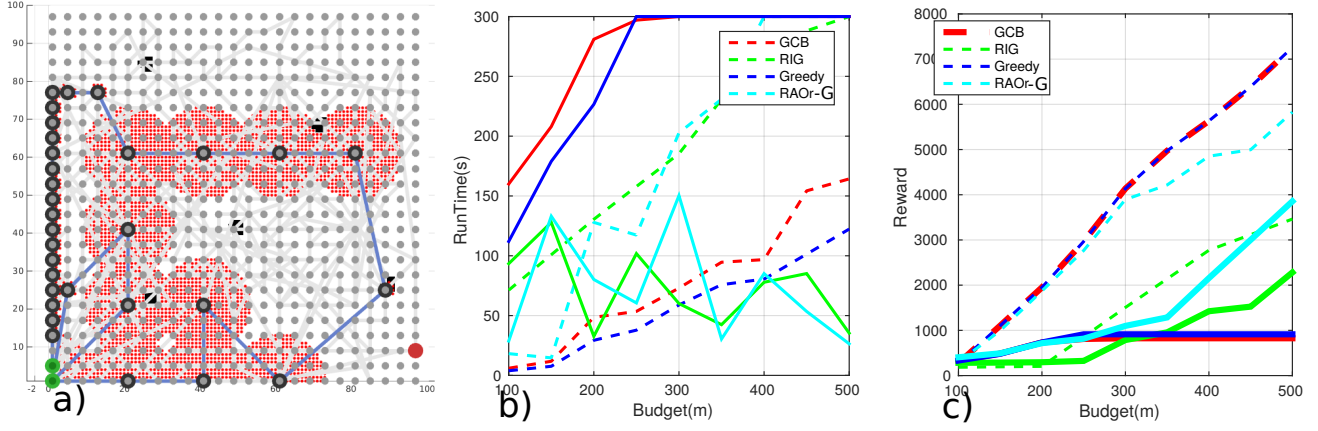 100
90
80
70
60
50
40
30
20
10
-2 0 20 40 60 80 100
a)
300
250
200
150
100
50
0
RunTime(s)
GCB
RIG
Greedy
RAOr-G
100 200 300 400 500
Budget(m)
b)
8000
7000
6000
5000
4000
3000
2000
1000
0
Reward
GCB
RIG
Greedy
RAOr-G
100 200 300 400 500
Budget(m)
c)